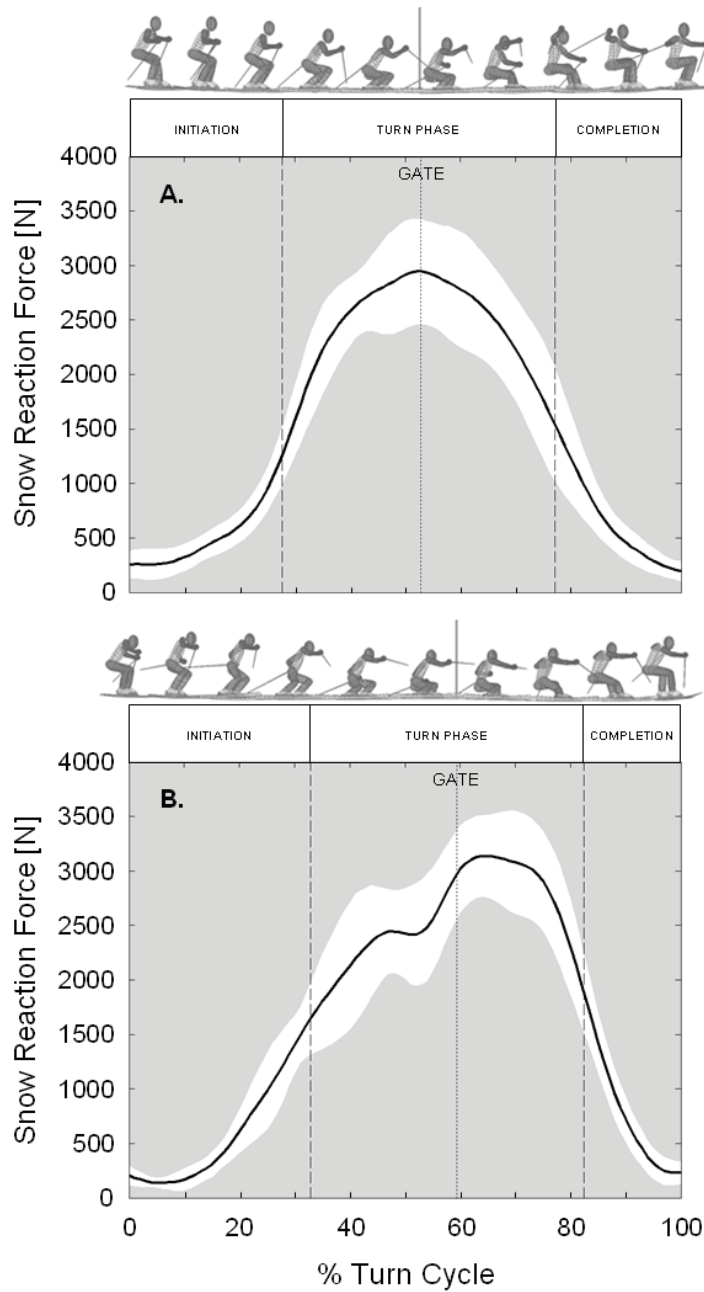 INITIATION TURN PHASE COMPLETION
4000
GATE
A.
3500
3000
2500
2000
1500
1000
500
0
Snow Reaction Force [N]
INITIATION TURN PHASE COMPLETION
4000
GATE
B.
3500
3000
2500
2000
1500
1000
500
0
Snow Reaction Force [N]
0 20 40 60 80 100
% Turn Cycle